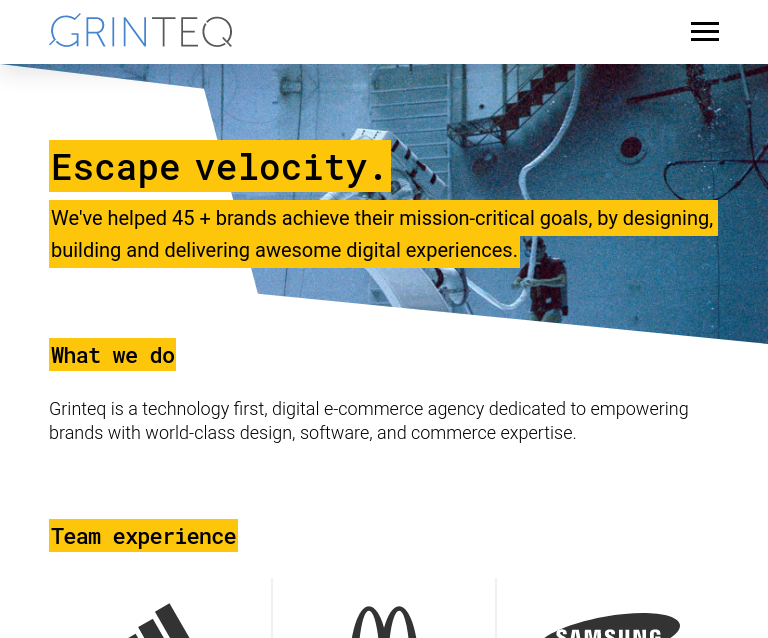 GRINTEQ
Escape velocity.
We've helped 45 + brands achieve their mission-critical goals, by designing,
building and delivering awesome digital experiences.
What we do
Grinteq is a technology first, digital e-commerce agency dedicated to empowering
brands with world-class design, software, and commerce expertise.
Team experience
SAMSUNG